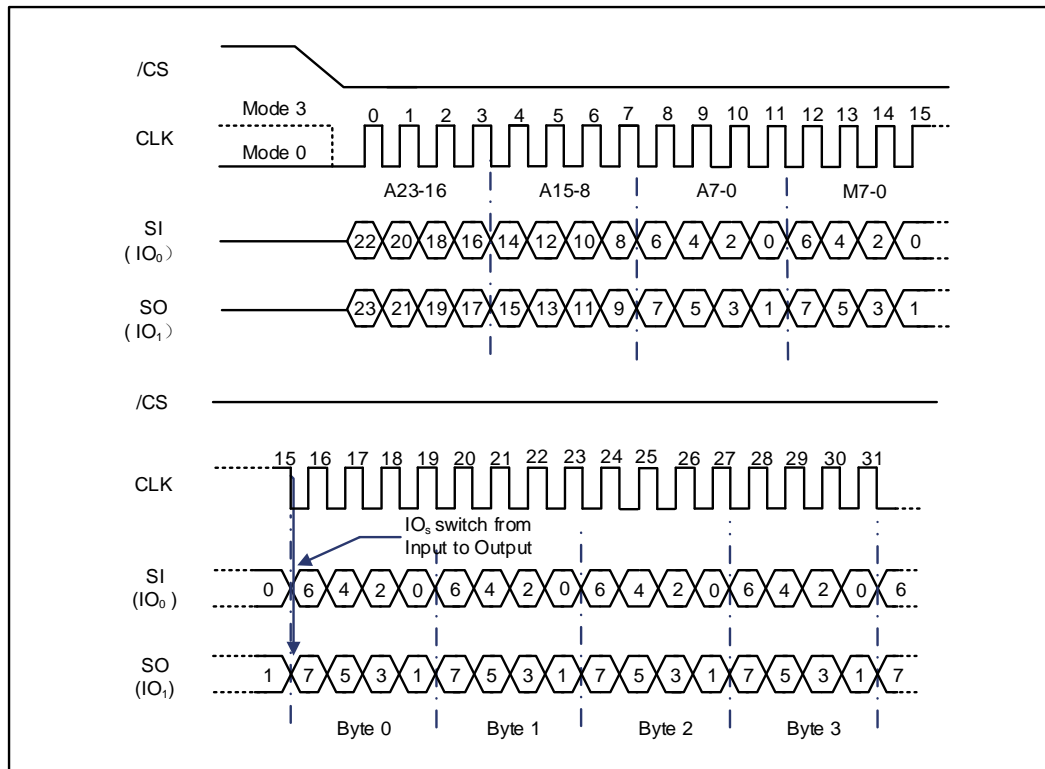 /CS
Mode 3
0 1 2 3 4 5 6 7 8 9 10 11 12 13 14 15
CLK
Mode 0
A23-16 A15-8 A7-0 M7-0
SI
( IO₀）
22 20 18 16 14 12 10 8 6 4 2 0 6 4 2 0
SO
( IO₁）
23 21 19 17 15 13 11 9 7 5 3 1 7 5 3 1
/CS
15 16 17 18 19 20 21 22 23 24 25 26 27 28 29 30 31
CLK
IOₛ switch from
Input to Output
SI
(IO₀ )
0 6 4 2 0 6 4 2 0 6 4 2 0 6 4 2 0 6
SO
(IO₁)
1 7 5 3 1 7 5 3 1 7 5 3 1 7 5 3 1 7
Byte 0 Byte 1 Byte 2 Byte 3